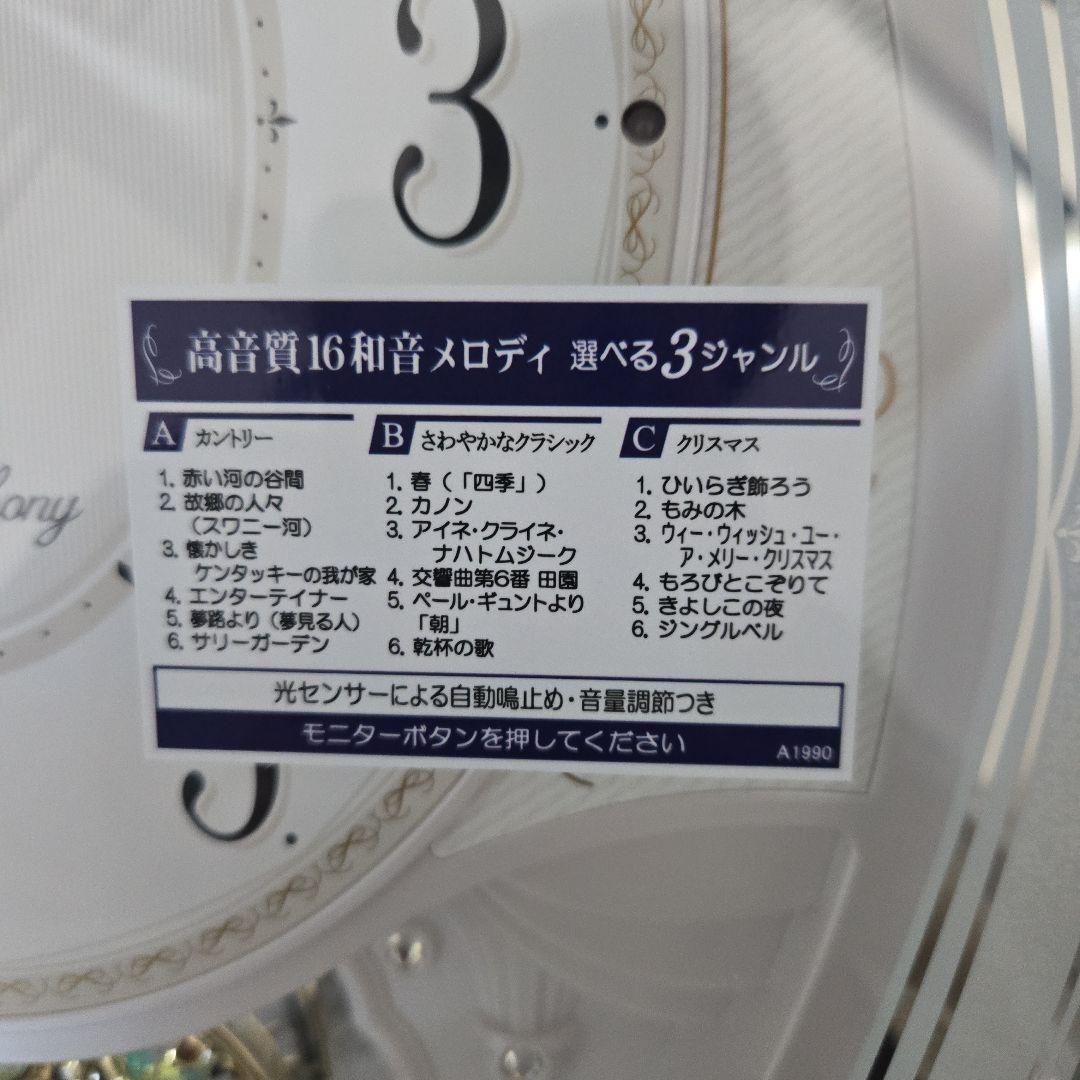 3
高音質16和音メロディ 選べる3ジャンル
A カントリー
1. 赤い河の谷間
2. 故郷の人々
（スワニー河）
3. 懐かしき
ケンタッキーの我が家
4. エンターテイナー
5. 夢路より（夢見る人）
6. サリーガーデン
B さわやかなクラシック
1. 春（「四季」）
2. カノン
3. アイネ・クライネ・
ナハトムジーク
4. 交響曲第6番 田園
5. ペール・ギュントより
「朝」
6. 乾杯の歌
C クリスマス
1. ひいらぎ飾ろう
2. もみの木
3. ウィー・ウィッシュ・ユー・
ア・メリー・クリスマス
4. もろびとこぞりて
5. きよしこの夜
6. ジングルベル
光センサーによる自動鳴止め・音量調節つき
モニターボタンを押してください
A1990